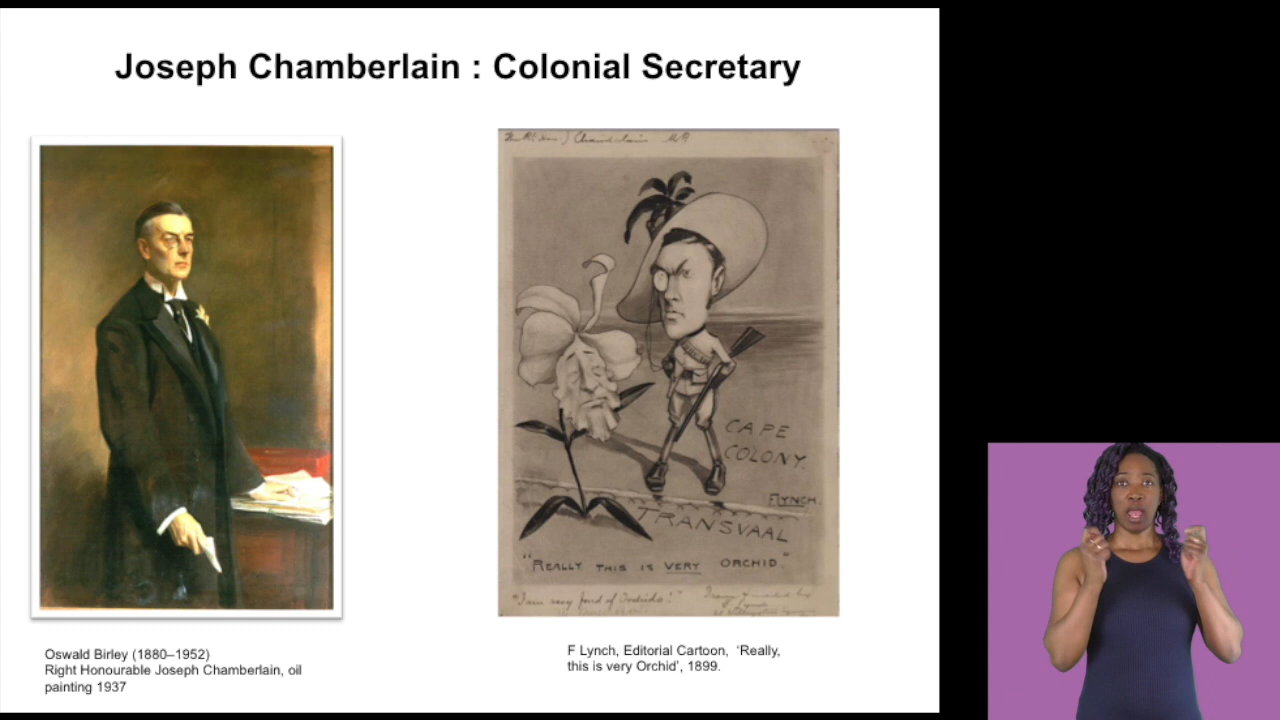 Joseph Chamberlain : Colonial Secretary
CAPE
COLONY.
FLYNCH.
TRANSVAAL
"REALLY THIS IS VERY ORCHID."
"I am very fond of Orchids!"
Oswald Birley (1880–1952)
Right Honourable Joseph Chamberlain, oil
painting 1937
F Lynch, Editorial Cartoon, ‘Really,
this is very Orchid’, 1899.